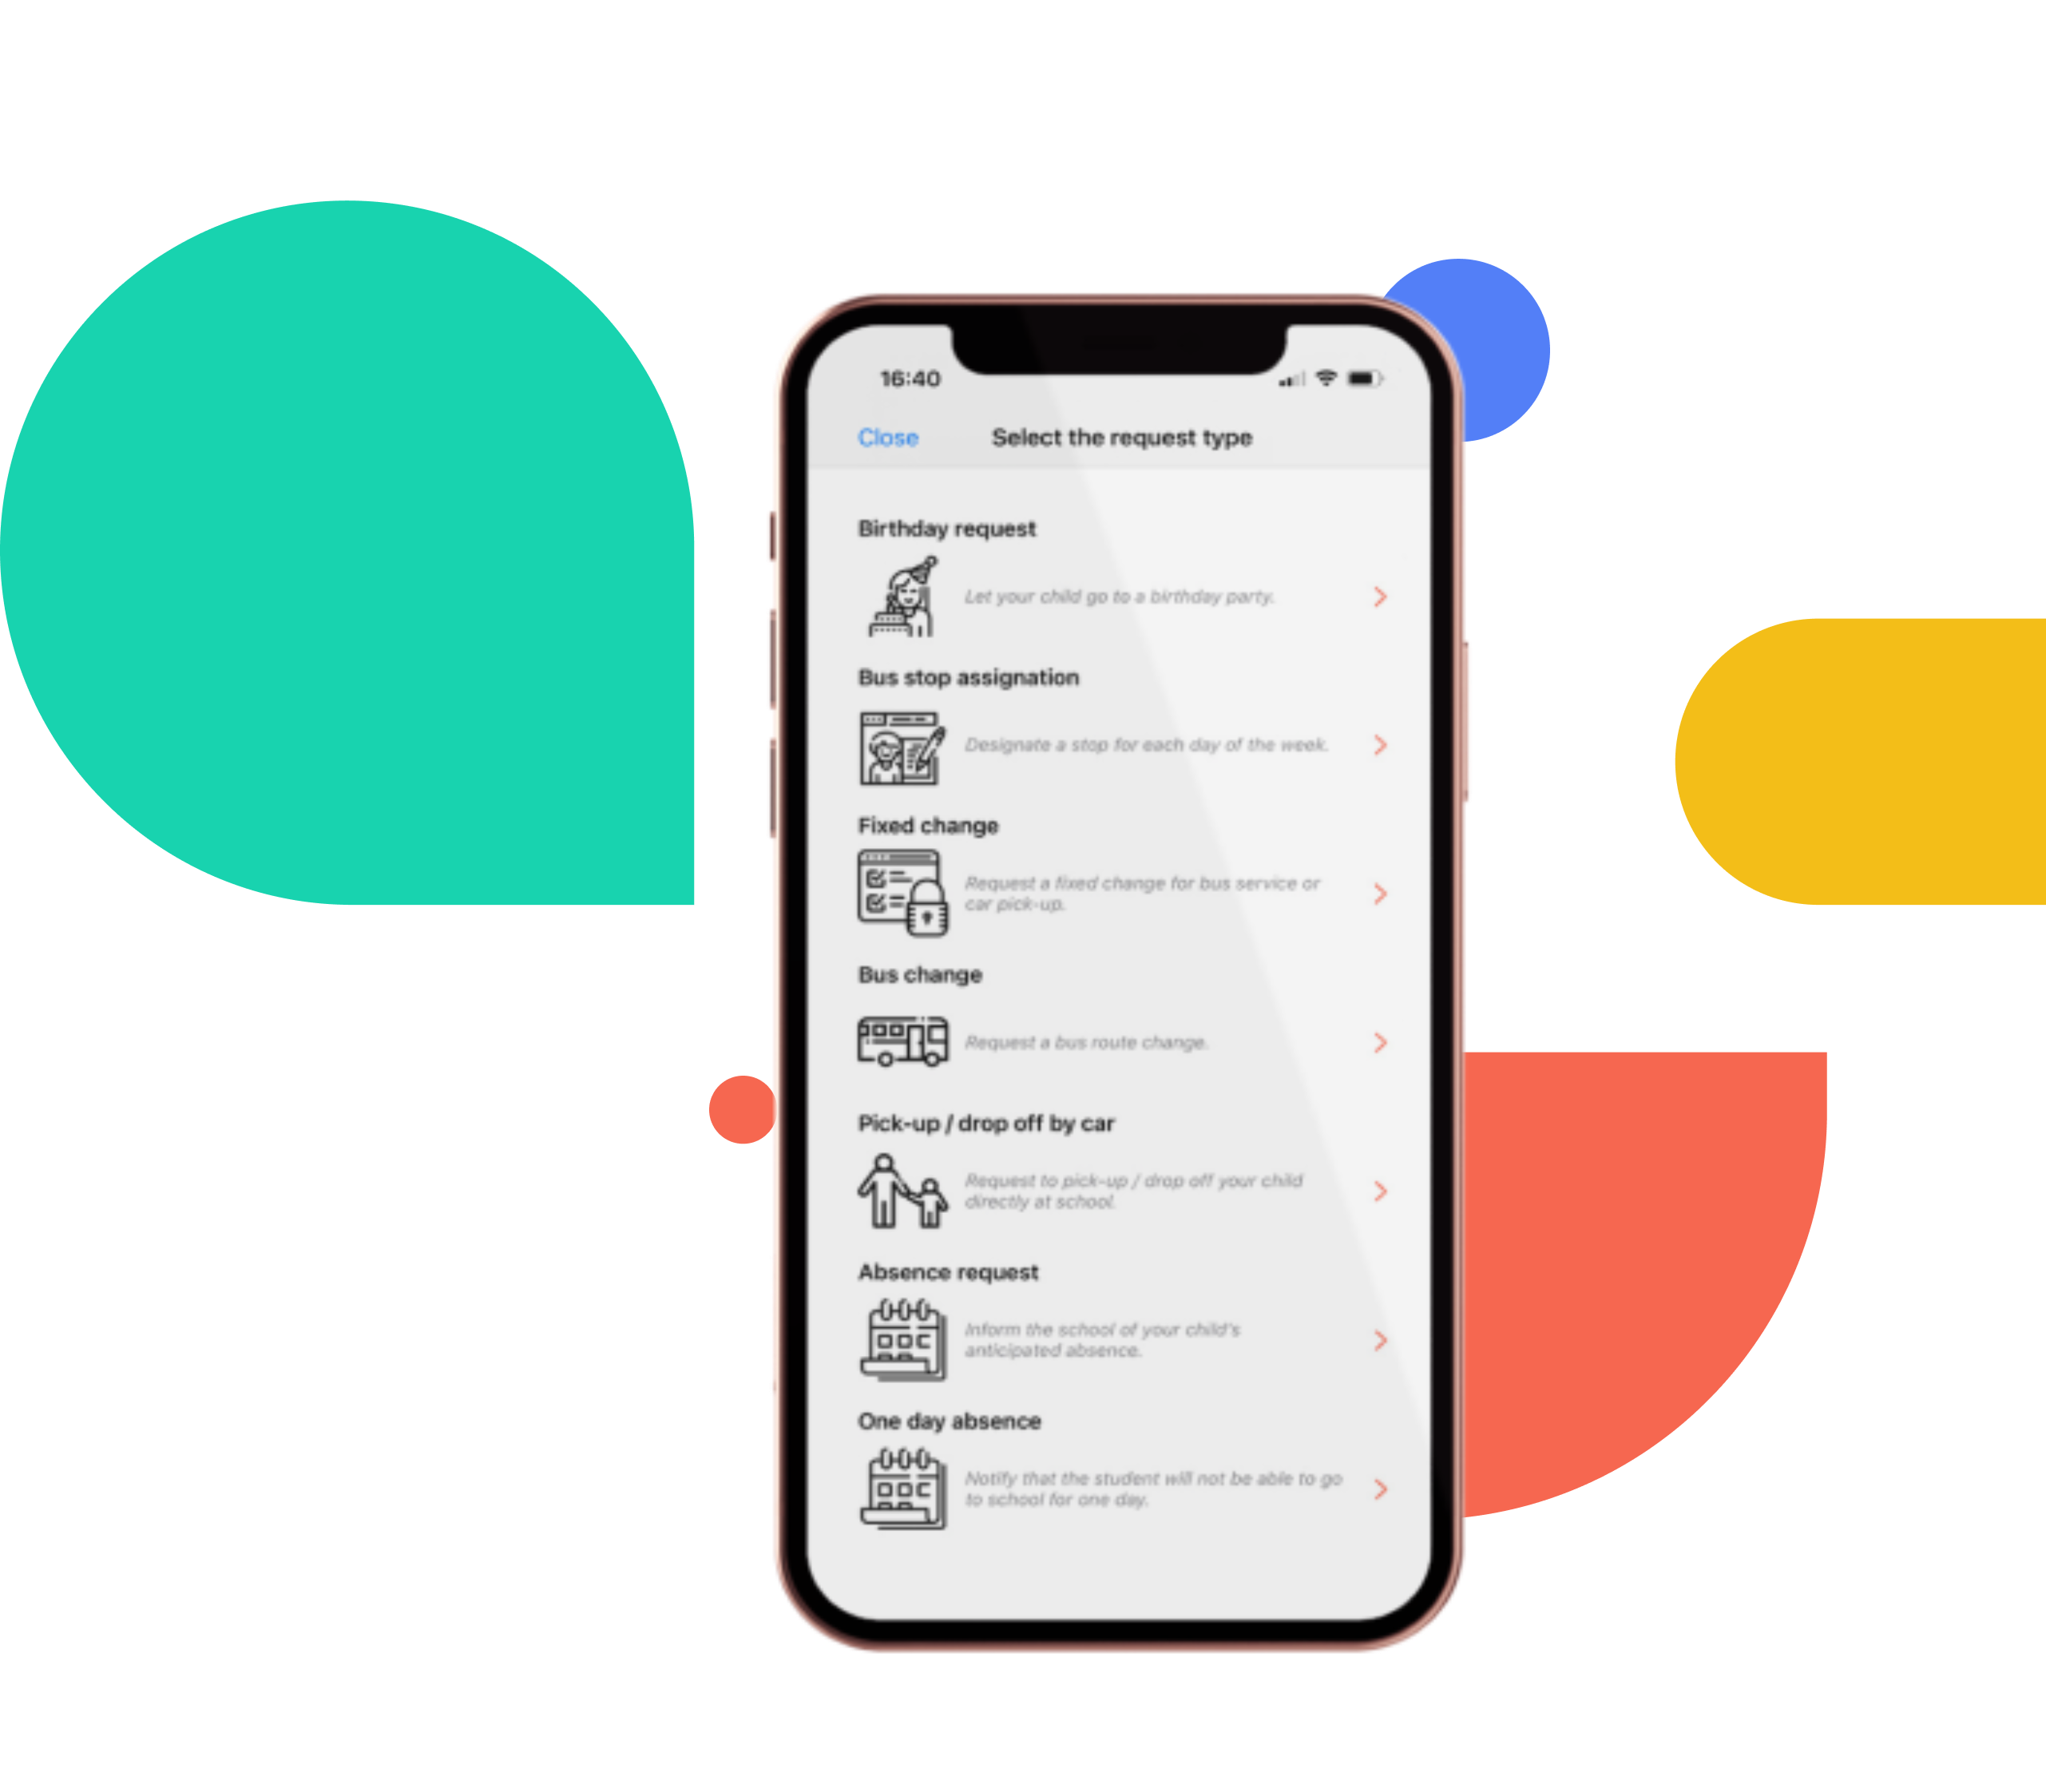 16:40
Close
Select the request type
Birthday request
Let your child go to a birthday party.
Bus stop assignation
Designate a stop for each day of the week.
Fixed change
Request a fixed change for bus service or
car pick-up.
Bus change
Request a bus route change.
Pick-up / drop off by car
Request to pick-up / drop off your child
directly at school.
Absence request
Inform the school of your child's
anticipated absence.
One day absence
Notify that the student will not be able to go
to school for one day.